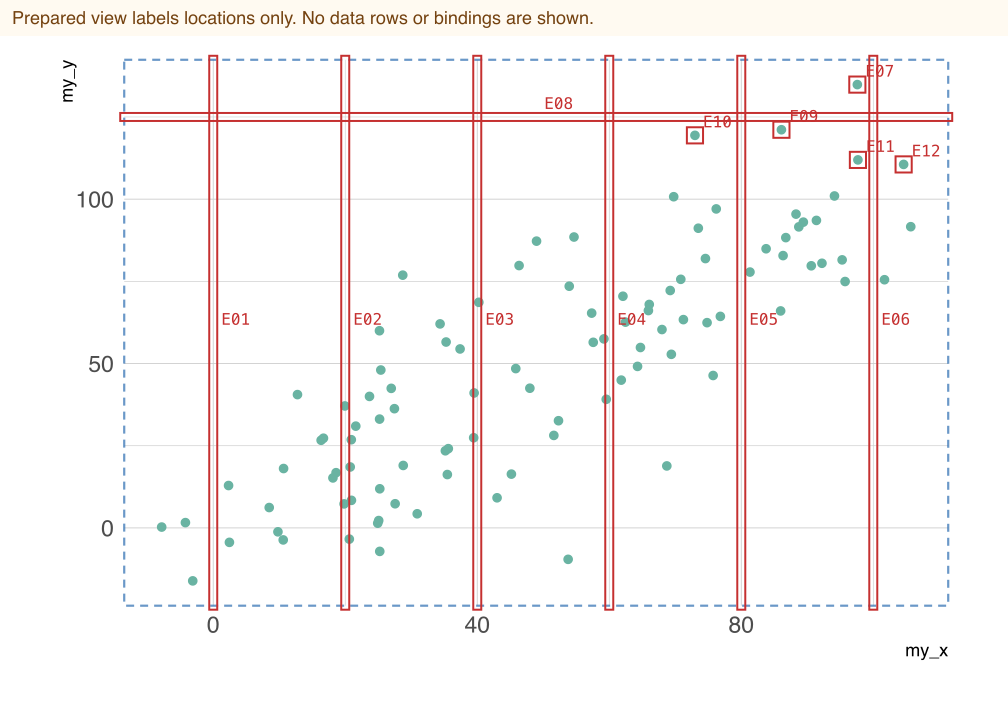 Prepared view labels locations only. No data rows or bindings are shown.
my_y
E07
E08
E09
E10
E11
E12
100
E01
E02
E03
E04
E05
E06
50
0
0
40
80
my_x